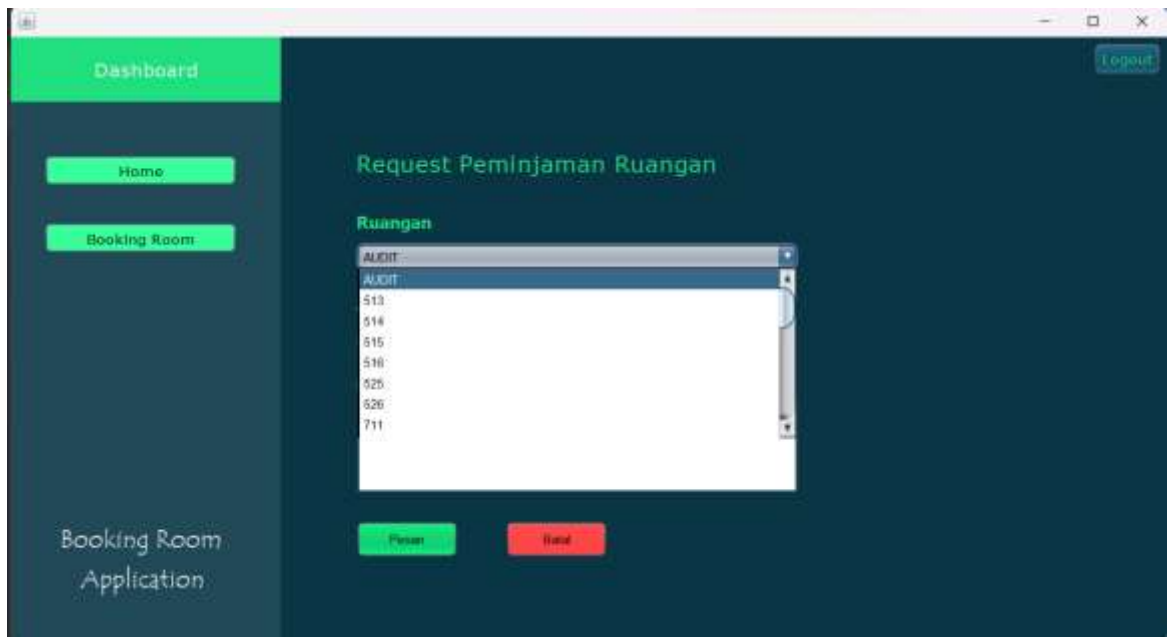 Dashboard
Logout
Home
Booking Room
Request Peminjaman Ruangan
Ruangan
AUDIT
AUDIT
513
514
515
516
525
526
711
Pesan
Batal
Booking Room
Application